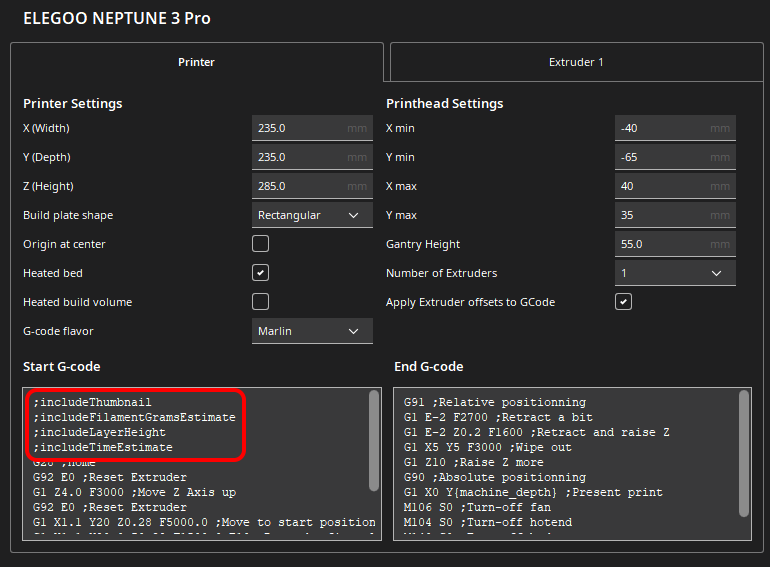 ELEGOO NEPTUNE 3 Pro
Printer
Extruder 1
Printer Settings
X (Width)
235.0 mm
Y (Depth)
235.0 mm
Z (Height)
285.0 mm
Build plate shape
Rectangular
Origin at center
Heated bed
Heated build volume
G-code flavor
Marlin
Printhead Settings
X min
-40 mm
Y min
-65 mm
X max
40 mm
Y max
35 mm
Gantry Height
55.0 mm
Number of Extruders
1
Apply Extruder offsets to GCode
Start G-code
;includeThumbnail
;includeFilamentGramsEstimate
;includeLayerHeight
;includeTimeEstimate
G28 ;Home
G92 E0 ;Reset Extruder
G1 Z4.0 F3000 ;Move Z Axis up
G92 E0 ;Reset Extruder
G1 X1.1 Y20 Z0.28 F5000.0 ;Move to start position
End G-code
G91 ;Relative positionning
G1 E-2 F2700 ;Retract a bit
G1 E-2 Z0.2 F1600 ;Retract and raise Z
G1 X5 Y5 F3000 ;Wipe out
G1 Z10 ;Raise Z more
G90 ;Absolute positionning
G1 X0 Y{machine_depth} ;Present print
M106 S0 ;Turn-off fan
M104 S0 ;Turn-off hotend